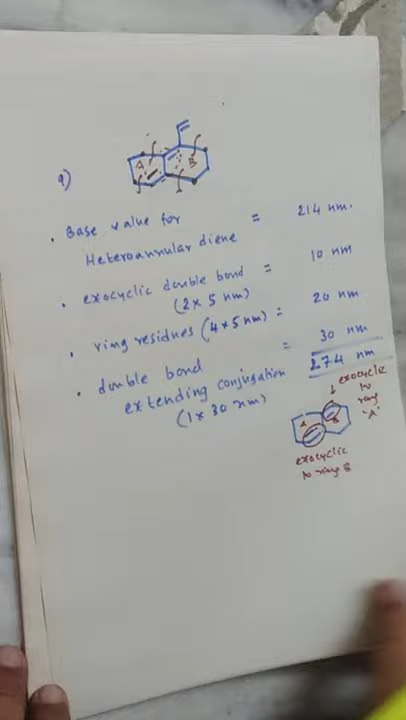 9)
A B
. Base value for = 214 nm.
Heteroannular diene
. exocyclic double bond = 10 nm
(2 x 5 nm)
. ring residues (4 x 5 nm) = 20 nm
. double bond = 30 nm
extending conjugation 274 nm
(1 x 30 nm)
↓ exocyclic
to
ring
"A"
A B
exocyclic
to ring B